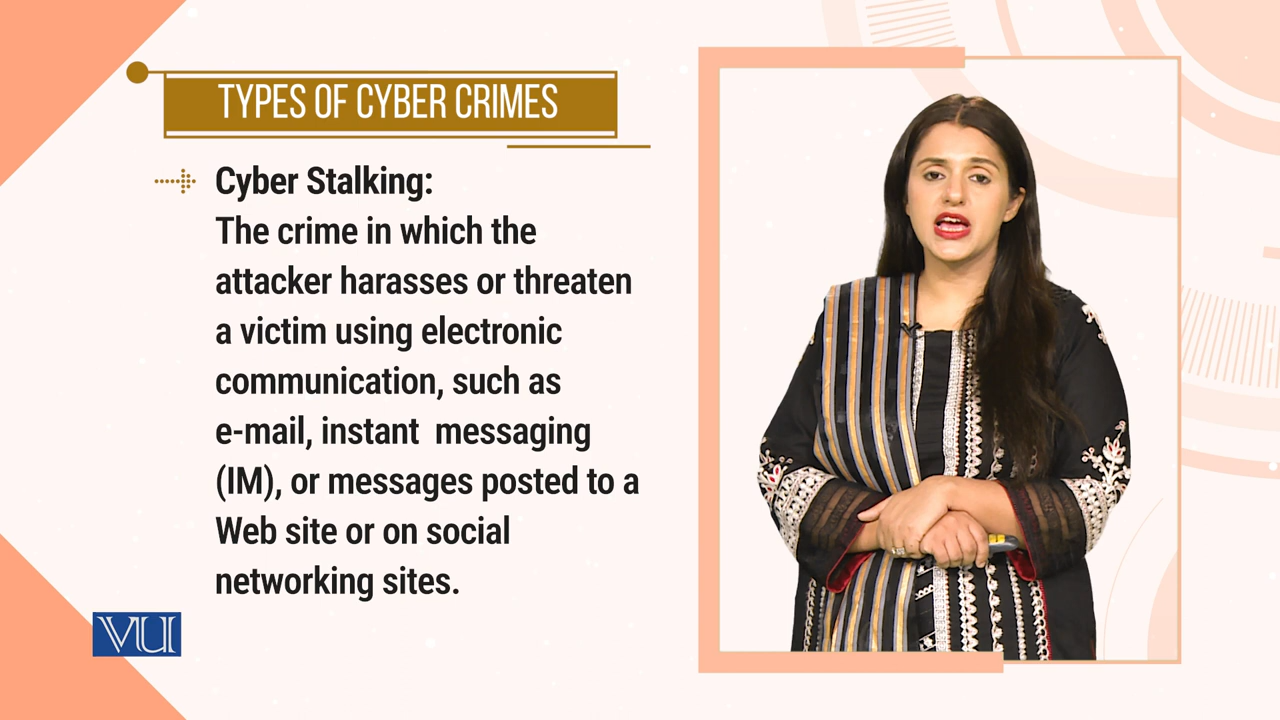 TYPES OF CYBER CRIMES
Cyber Stalking:
The crime in which the
attacker harasses or threaten
a victim using electronic
communication, such as
e-mail, instant  messaging
(IM), or messages posted to a
Web site or on social
networking sites.
VU